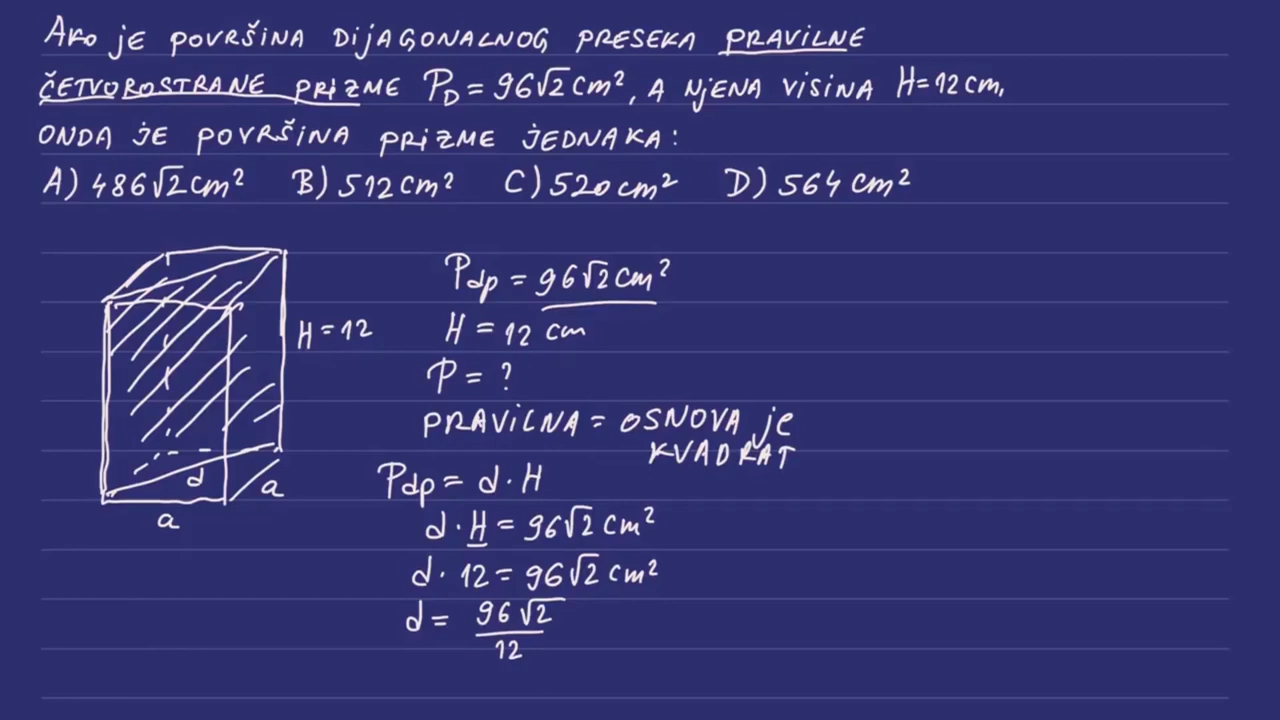 AKO JE POVRŠINA DIJAGONALNOG PRESEKA PRAVILNE
ČETVOROSTRANE PRIZME P_D = 96√2 cm², A NJENA VISINA H=12cm,
ONDA JE POVRŠINA PRIZME JEDNAKA:
A) 486√2 cm² B) 512 cm² C) 520 cm² D) 564 cm²
P_dp = 96√2 cm²
H = 12
H = 12 cm
P = ?
PRAVILNA = OSNOVA JE
KVADRAT
P_dp = d · H
d
a
a
d · H = 96√2 cm²
d · 12 = 96√2 cm²
d = 96√2 / 12